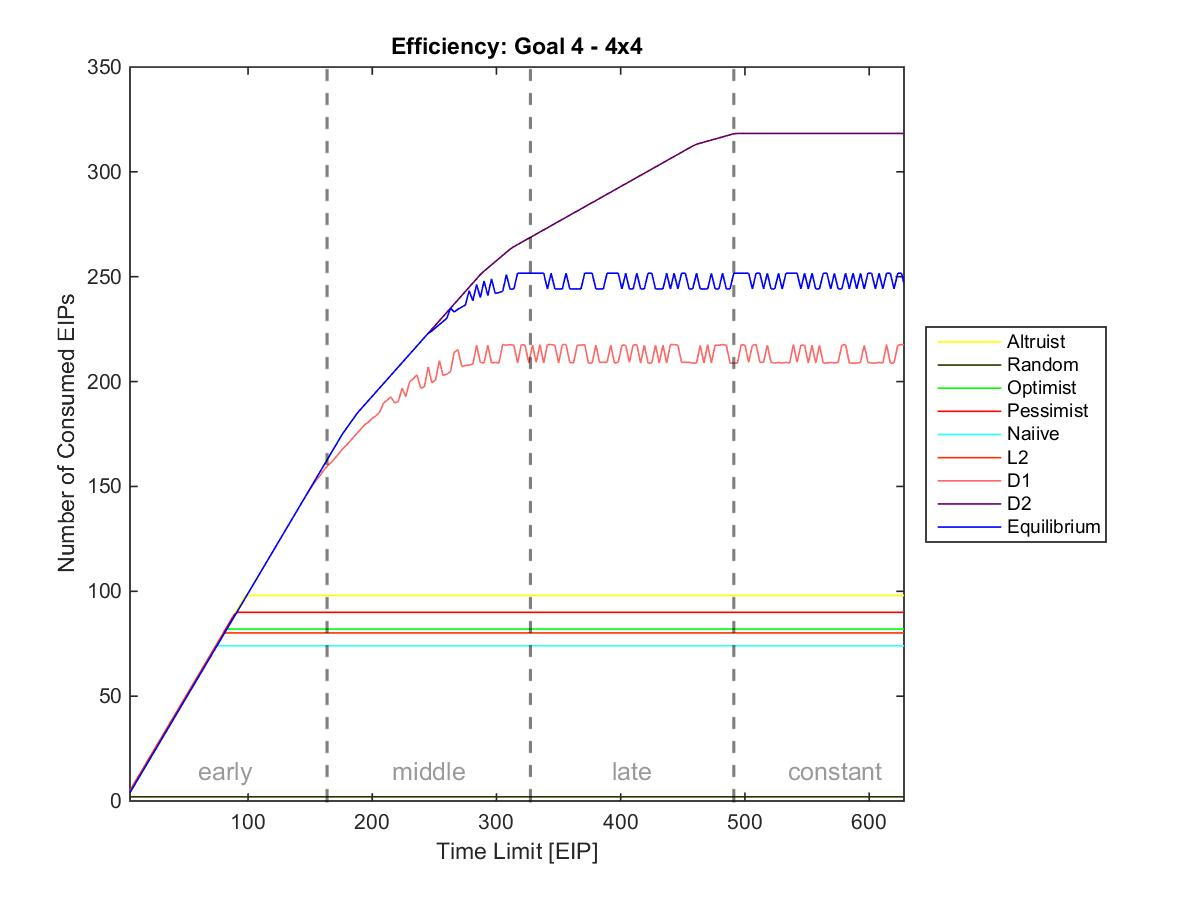 Efficiency: Goal 4 - 4x4
350
300
250
200
150
100
50
0
Number of Consumed EIPs
early middle late constant
100 200 300 400 500 600
Time Limit [EIP]
Altruist
Random
Optimist
Pessimist
Naiive
L2
D1
D2
Equilibrium